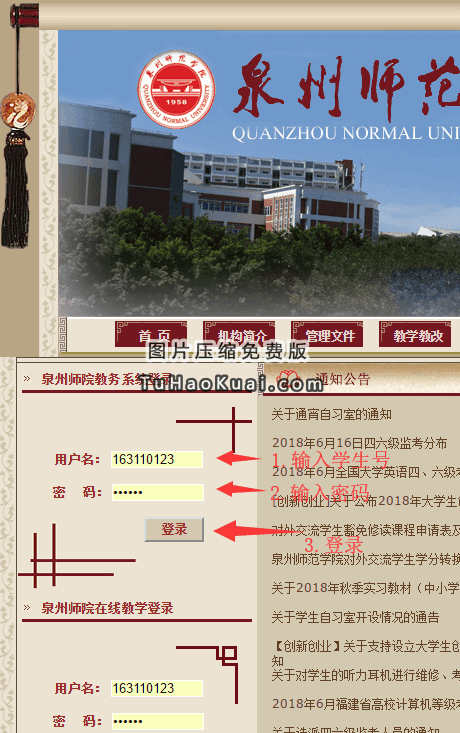 泉州师范学院
QUANZHOU NORMAL UNIVERSITY
1958
泉州师范
QUANZHOU NORMAL UNI
首 页
机构简介
管理文件
教学教改
图片压缩免费版
TuHaoKuai.com
» 泉州师院教务系统登录
通知公告
用户名： 163110123
1.输入学生号
密 码： ••••••
2.输入密码
登录
3.登录
» 泉州师院在线教学登录
用户名： 163110123
密 码： ••••••
关于通宵自习室的通知
2018年6月16日四六级监考分布
2018年6月全国大学英语四、六级考
[创新创业]关于公布2018年大学生创
对外交流学生豁免修读课程申请表及
泉州师范学院对外交流学生学分转换
关于2018年秋季实习教材（中小学
关于学生自习室开设情况的通告
【创新创业】关于支持设立大学生创
知
关于对学生的听力耳机进行维修、考
2018年6月福建省高校计算机等级考
关于选派四六级监考人员的通知